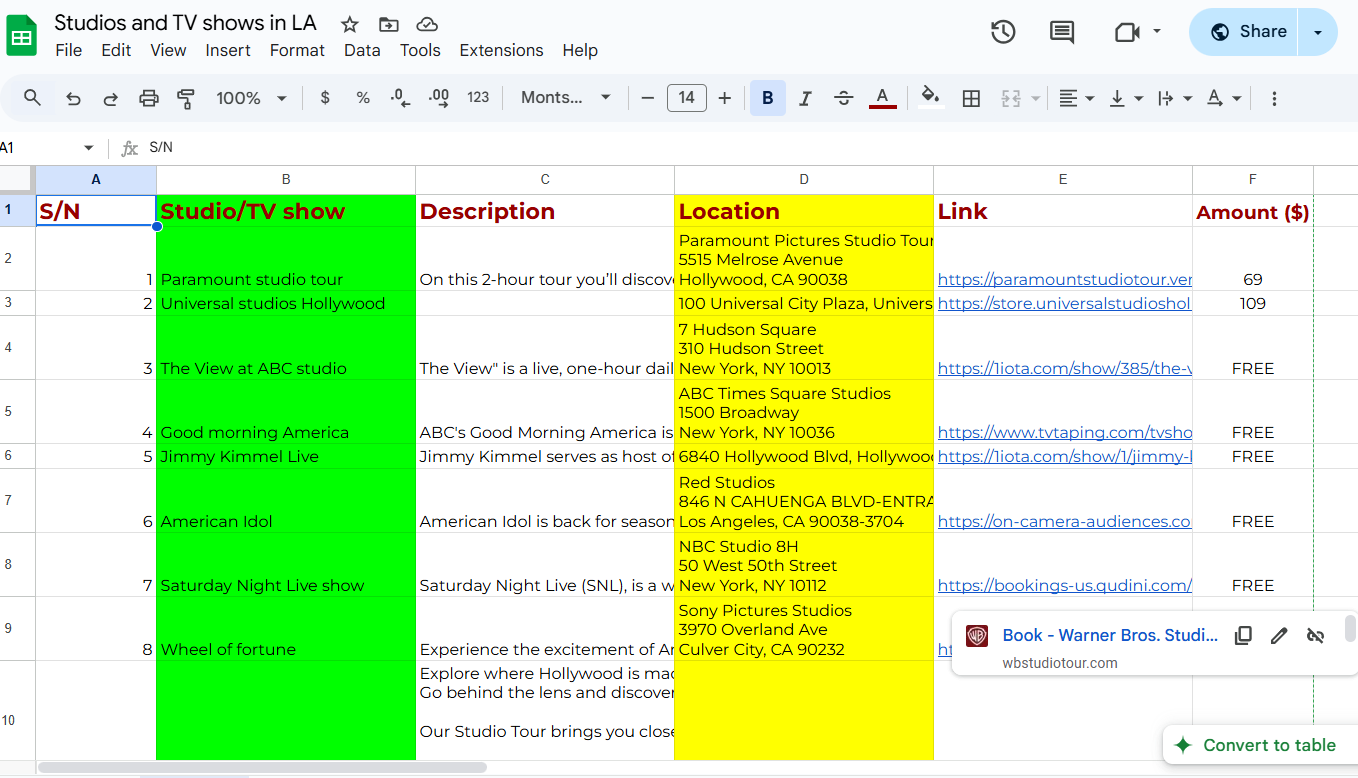 Studios and TV shows in LA
File Edit View Insert Format Data Tools Extensions Help
Share
100% $ % .0 .00 123 Monts... 14 B I A
A1 fx S/N
A B C D E F
1 S/N Studio/TV show Description Location Link Amount ($)
2 1 Paramount studio tour On this 2-hour tour you'll discov Paramount Pictures Studio Tour
5515 Melrose Avenue
Hollywood, CA 90038 https://paramountstudiotour.ver 69
3 2 Universal studios Hollywood 100 Universal City Plaza, Univers https://store.universalstudioshol 109
4 3 The View at ABC studio The View" is a live, one-hour dail 7 Hudson Square
310 Hudson Street
New York, NY 10013 https://1iota.com/show/385/the-v FREE
5 4 Good morning America ABC's Good Morning America is ABC Times Square Studios
1500 Broadway
New York, NY 10036 https://www.tvtaping.com/tvsho FREE
6 5 Jimmy Kimmel Live Jimmy Kimmel serves as host of 6840 Hollywood Blvd, Hollywood https://1iota.com/show/1/jimmy-k FREE
7 6 American Idol American Idol is back for season Red Studios
846 N CAHUENGA BLVD-ENTRA
Los Angeles, CA 90038-3704 https://on-camera-audiences.co FREE
8 7 Saturday Night Live show Saturday Night Live (SNL), is a w NBC Studio 8H
50 West 50th Street
New York, NY 10112 https://bookings-us.qudini.com/ FREE
9 8 Wheel of fortune Experience the excitement of Am Sony Pictures Studios
3970 Overland Ave
Culver City, CA 90232 ht
Book - Warner Bros. Studi...
wbstudiotour.com
10 Explore where Hollywood is mad
Go behind the lens and discover
Our Studio Tour brings you close
Convert to table